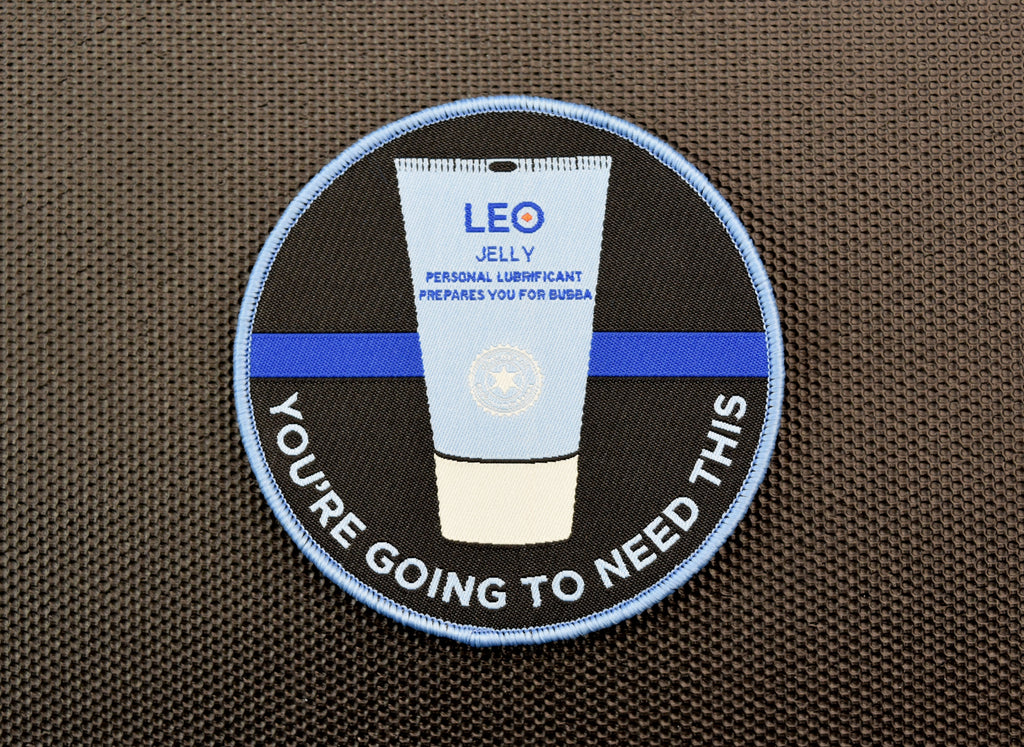 LEO
JELLY
PERSONAL LUBRIFICANT
PREPARES YOU FOR BUBBA
YOU'RE GOING TO NEED THIS